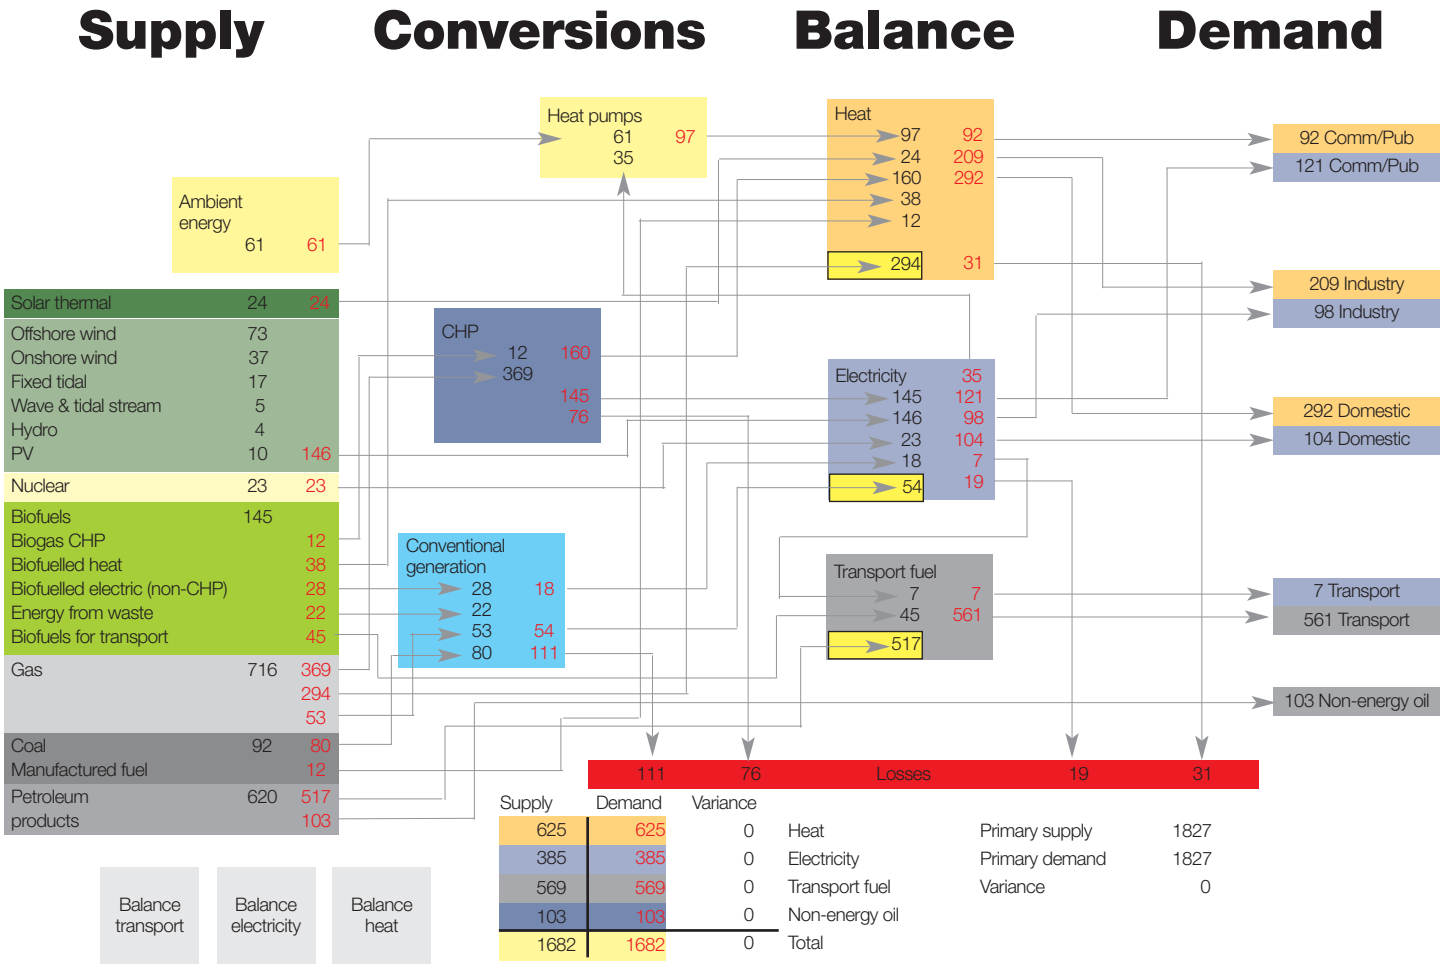 Supply Conversions Balance Demand
Heat pumps
61 97
35
Heat
97 92
24 209
160 292
38
12
294 31
92 Comm/Pub
121 Comm/Pub
Ambient
energy
61 61
209 Industry
98 Industry
Solar thermal 24 24
Offshore wind 73
Onshore wind 37
Fixed tidal 17
Wave & tidal stream 5
Hydro 4
PV 10 146
Nuclear 23 23
Biofuels 145
Biogas CHP 12
Biofuelled heat 38
Biofuelled electric (non-CHP) 28
Energy from waste 22
Biofuels for transport 45
Gas 716 369
294
53
Coal 92 80
Manufactured fuel 12
Petroleum 620 517
products 103
CHP
12 160
369
145
76
Electricity 35
145 121
146 98
23 104
18 7
19
54
292 Domestic
104 Domestic
Conventional
generation
28 18
22
53 54
80 111
Transport fuel
7 7
45 561
517
7 Transport
561 Transport
103 Non-energy oil
111 76 Losses 19 31
Supply Demand Variance
625 625 0 Heat
385 385 0 Electricity
569 569 0 Transport fuel
103 103 0 Non-energy oil
1682 1682 0 Total
Primary supply 1827
Primary demand 1827
Variance 0
Balance
transport
Balance
electricity
Balance
heat